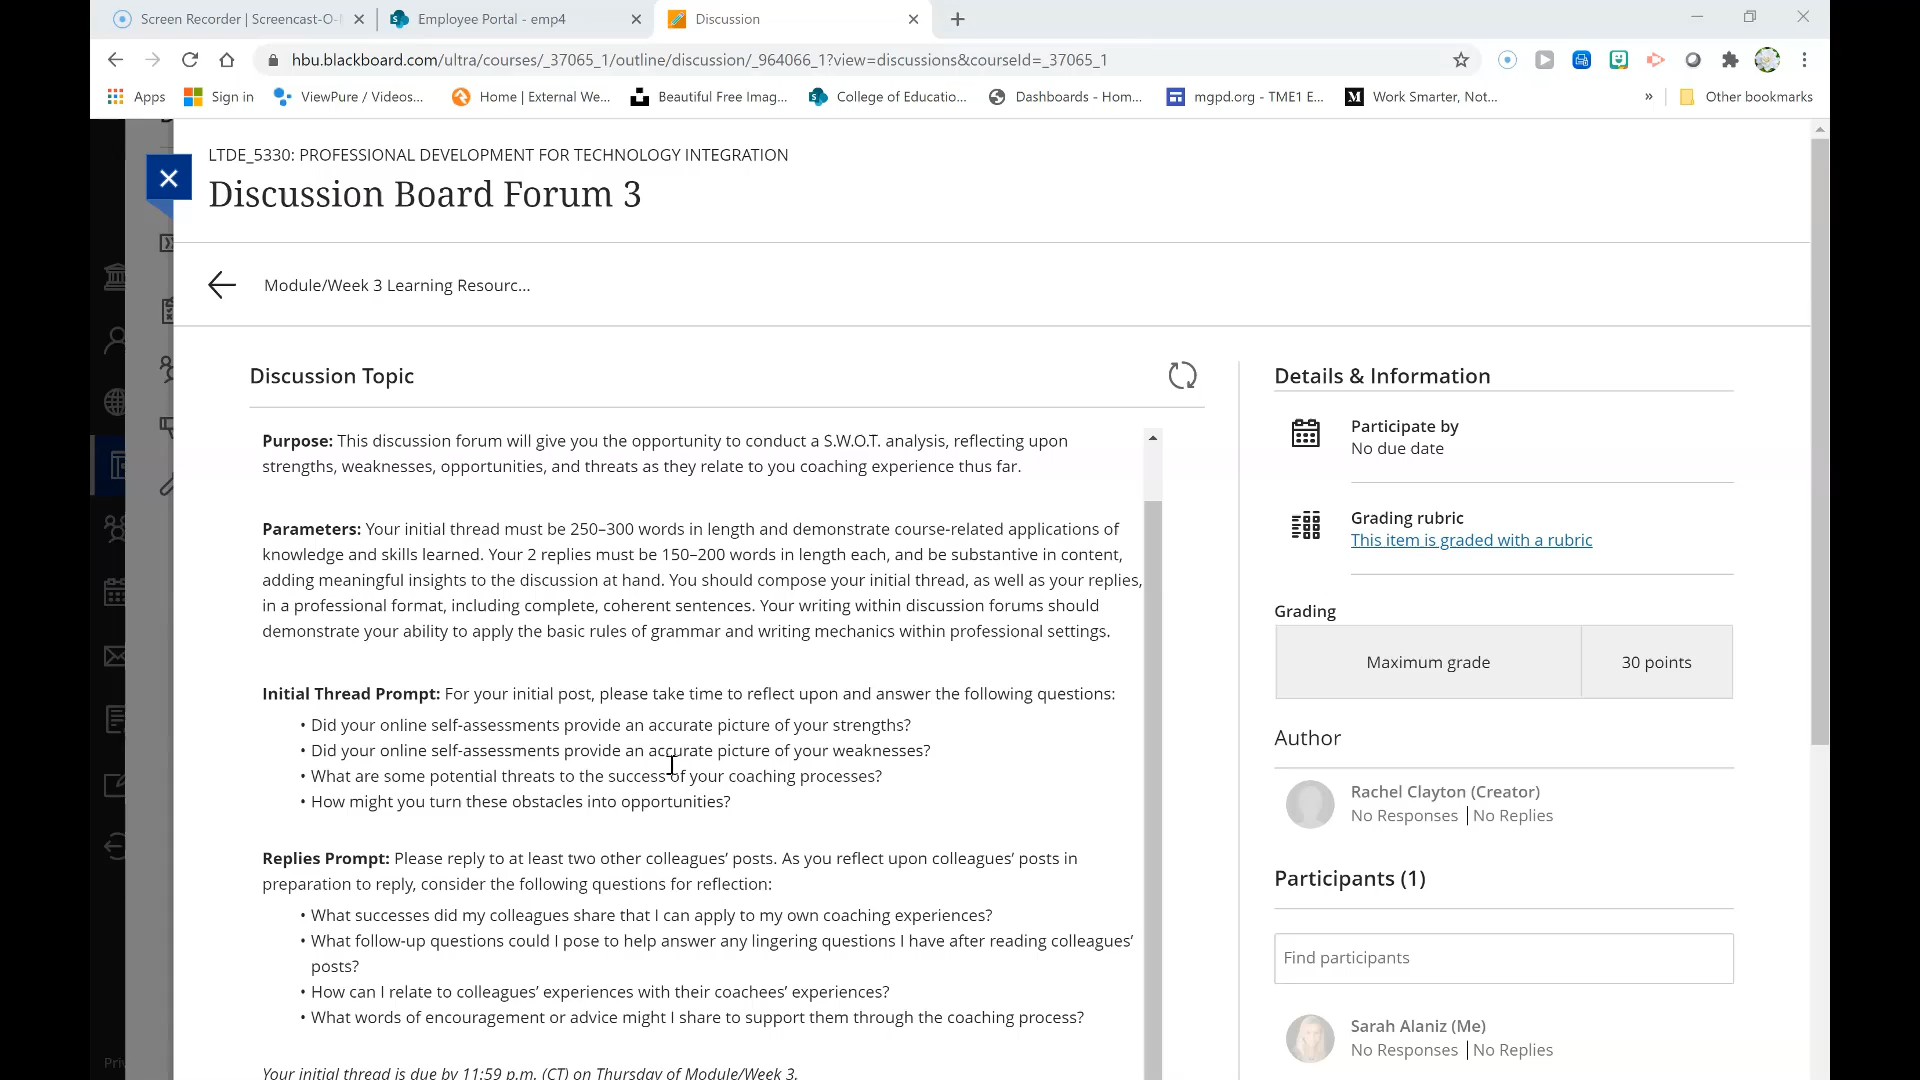 Screen Recorder | Screencast-O-
Employee Portal - emp4
Discussion
hbu.blackboard.com/ultra/courses/_37065_1/outline/discussion/_964066_1?view=discussions&courseId=_37065_1
Apps
Sign in
ViewPure / Videos...
Home | External We...
Beautiful Free Imag...
College of Educatio...
Dashboards - Hom...
mgpd.org - TME1 E...
M
Work Smarter, Not...
»
Other bookmarks
LTDE_5330: PROFESSIONAL DEVELOPMENT FOR TECHNOLOGY INTEGRATION
Discussion Board Forum 3
Module/Week 3 Learning Resourc...
Discussion Topic
Purpose: This discussion forum will give you the opportunity to conduct a S.W.O.T. analysis, reflecting upon
strengths, weaknesses, opportunities, and threats as they relate to you coaching experience thus far.
Parameters: Your initial thread must be 250–300 words in length and demonstrate course-related applications of
knowledge and skills learned. Your 2 replies must be 150–200 words in length each, and be substantive in content,
adding meaningful insights to the discussion at hand. You should compose your initial thread, as well as your replies,
in a professional format, including complete, coherent sentences. Your writing within discussion forums should
demonstrate your ability to apply the basic rules of grammar and writing mechanics within professional settings.
Initial Thread Prompt: For your initial post, please take time to reflect upon and answer the following questions:
• Did your online self-assessments provide an accurate picture of your strengths?
• Did your online self-assessments provide an accurate picture of your weaknesses?
• What are some potential threats to the success of your coaching processes?
• How might you turn these obstacles into opportunities?
Replies Prompt: Please reply to at least two other colleagues’ posts. As you reflect upon colleagues’ posts in
preparation to reply, consider the following questions for reflection:
• What successes did my colleagues share that I can apply to my own coaching experiences?
• What follow-up questions could I pose to help answer any lingering questions I have after reading colleagues’
posts?
• How can I relate to colleagues’ experiences with their coachees’ experiences?
• What words of encouragement or advice might I share to support them through the coaching process?
Your initial thread is due by 11:59 p.m. (CT) on Thursday of Module/Week 3.
Details & Information
Participate by
No due date
Grading rubric
This item is graded with a rubric
Grading
Maximum grade
30 points
Author
Rachel Clayton (Creator)
No Responses | No Replies
Participants (1)
Find participants
Sarah Alaniz (Me)
No Responses | No Replies